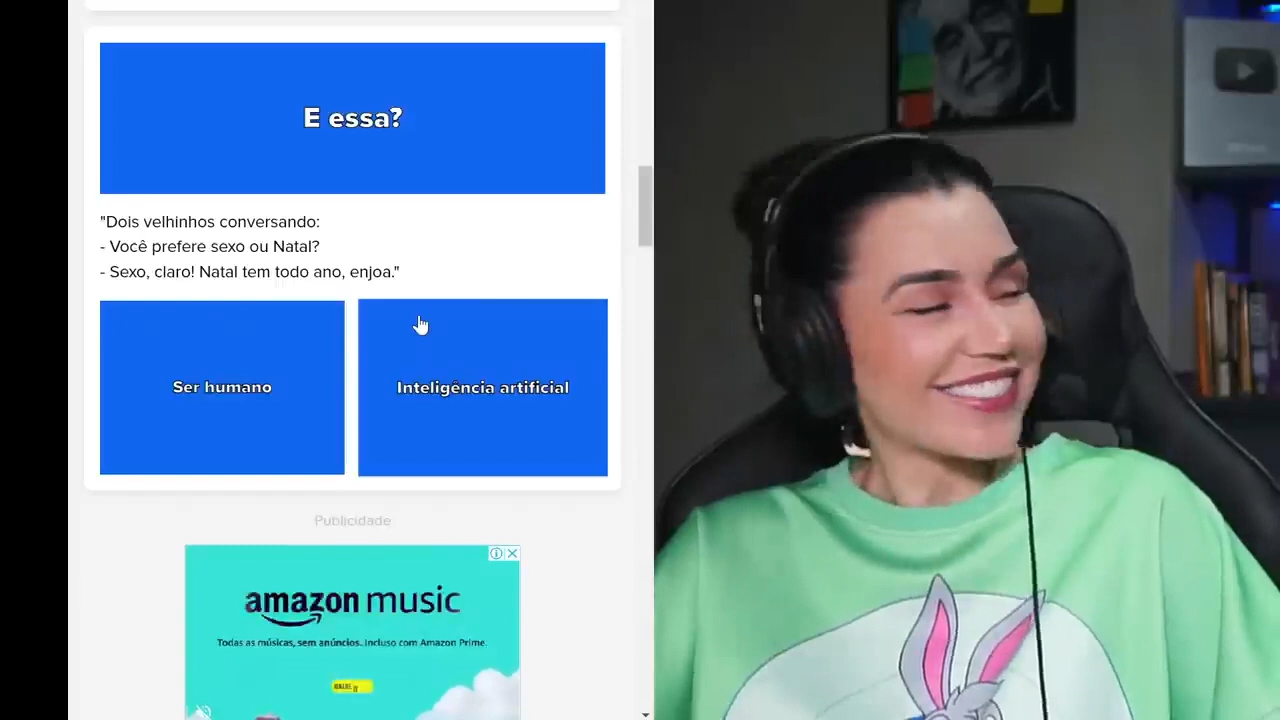 E essa?
"Dois velhinhos conversando:
- Você prefere sexo ou Natal?
- Sexo, claro! Natal tem todo ano, enjoa."
Ser humano
Inteligência artificial
Publicidade
amazon music
Todas as músicas, sem anúncios. Incluso com Amazon Prime.